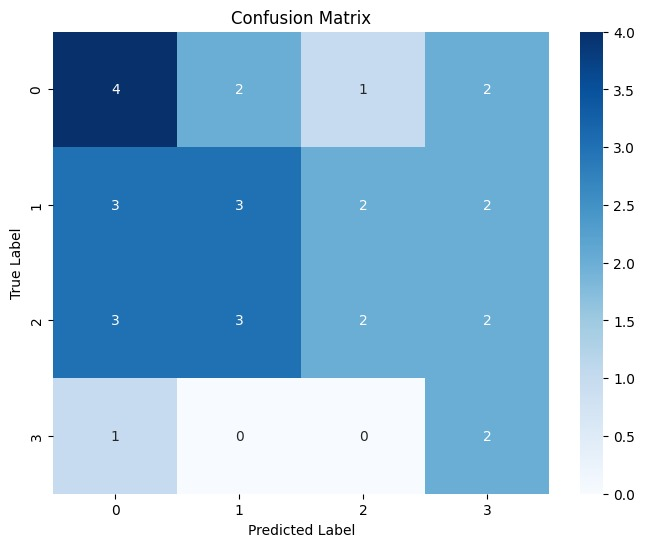 Confusion Matrix
0 4 2 1 2
1 3 3 2 2
2 3 3 2 2
3 1 0 0 2
0 1 2 3
True Label
Predicted Label
4.0
3.5
3.0
2.5
2.0
1.5
1.0
0.5
0.0